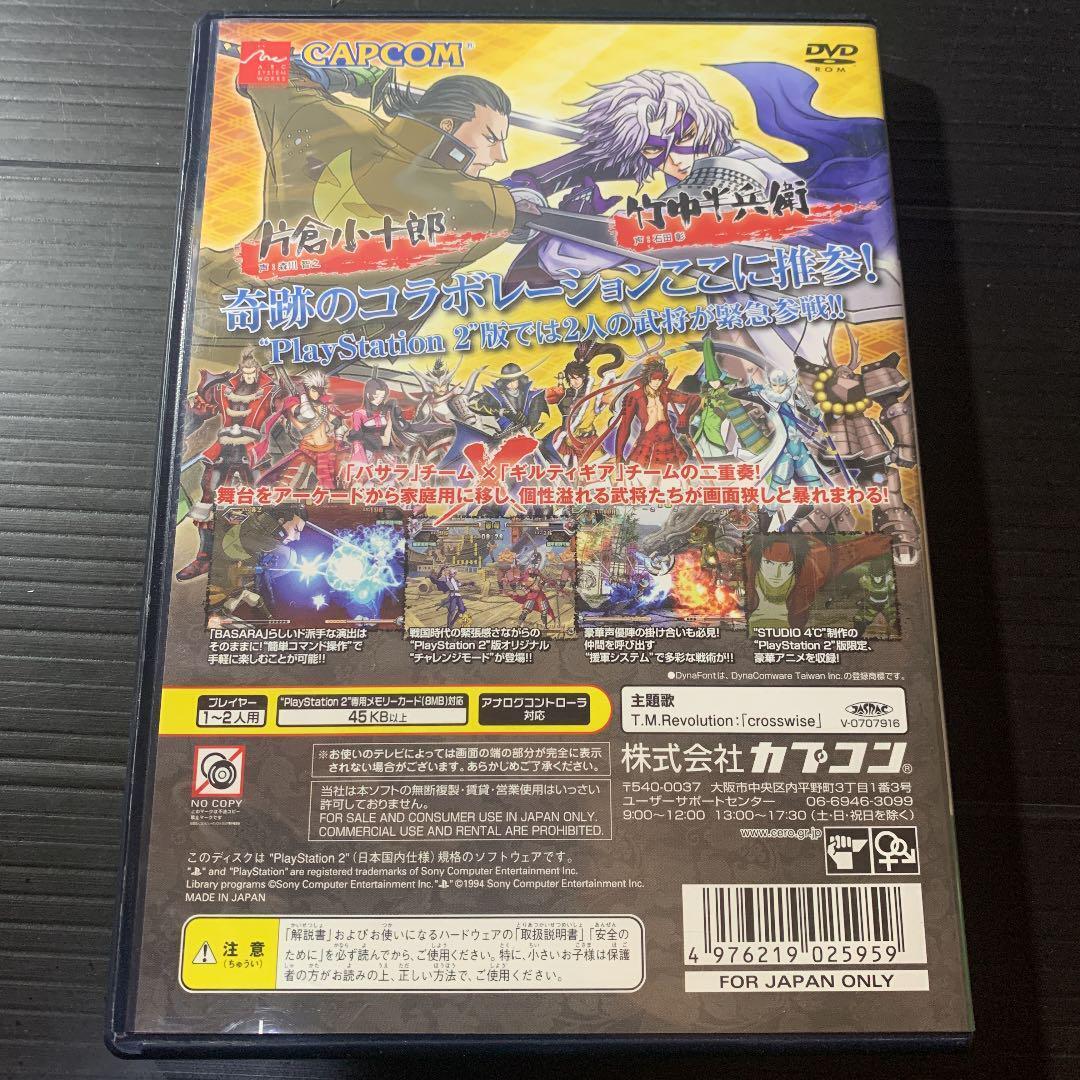 ARC
SYSTEM
WORKS
CAPCOM®
DVD
ROM
片倉小十郎
声：森川 智之
竹中半兵衛
声：石田 彰
奇跡のコラボレーションここに推参!
"PlayStation 2"版では2人の武将が緊急参戦!!
「バサラ」チーム×「ギルティギア」チームの二重奏!
舞台をアーケードから家庭用に移し、個性溢れる武将たちが画面狭しと暴れまわる!
「BASARA」らしいド派手な演出は
そのままに!"簡単コマンド操作"で
手軽に楽しむことが可能!!
戦国時代の緊張感さながらの
"PlayStation 2"版オリジナル
"チャレンジモード"が登場!!
豪華声優陣の掛け合いも必見!
仲間を呼び出す
"援軍システム"で多彩な戦術が!!
"STUDIO 4℃"制作の
"PlayStation 2"版限定、
豪華アニメを収録!
●DynaFontは、DynaComware Taiwan Inc.の登録商標です。
プレイヤー
1〜2人用
"PlayStation 2"専用メモリーカード(8MB)対応
45KB以上
アナログコントローラ
対応
主題歌
T.M.Revolution:「crosswise」
JASRAC
V-0707916
NO COPY
※お使いのテレビによっては画面の端の部分が完全に表示
されない場合がございます。あらかじめご了承ください。
当社は本ソフトの無断複製・賃貸・営業使用はいっさい
許可しておりません。
FOR SALE AND CONSUMER USE IN JAPAN ONLY.
COMMERCIAL USE AND RENTAL ARE PROHIBITED.
株式会社カプコン®
〒540-0037 大阪市中央区内平野町3丁目1番3号
ユーザーサポートセンター 06-6946-3099
9:00〜12:00 13:00〜17:30 (土・日・祝日を除く)
www.cero.gr.jp
このディスクは "PlayStation 2" (日本国内仕様) 規格のソフトウェアです。
" " and "PlayStation" are registered trademarks of Sony Computer Entertainment Inc.
Library programs ©Sony Computer Entertainment Inc. " " ©1994 Sony Computer Entertainment Inc.
MADE IN JAPAN
注意
(ちゅうい)
「解説書」およびお使いになるハードウェアの「取扱説明書」「安全の
ために」を必ず読んでから、ご使用ください。特に、小さいお子様は保護
者の方がお読みの上、正しい方法で、ご使用ください。
4 976219 025959
FOR JAPAN ONLY